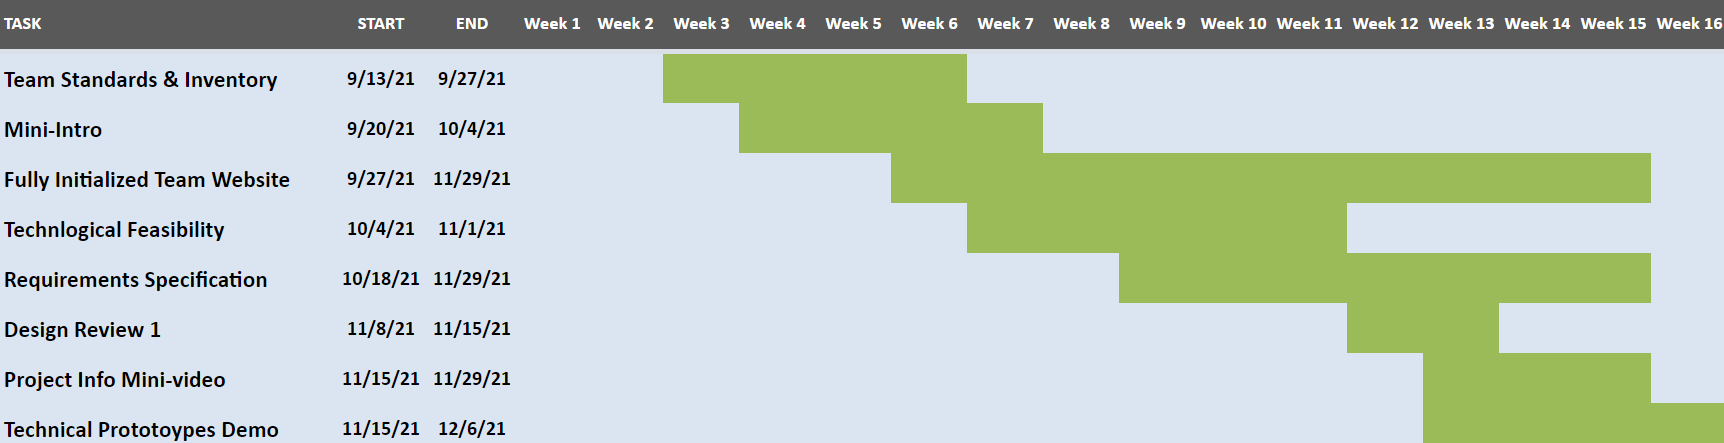 TASK START END Week 1 Week 2 Week 3 Week 4 Week 5 Week 6 Week 7 Week 8 Week 9 Week 10 Week 11 Week 12 Week 13 Week 14 Week 15 Week 16
Team Standards & Inventory 9/13/21 9/27/21
Mini-Intro 9/20/21 10/4/21
Fully Initialized Team Website 9/27/21 11/29/21
Technlogical Feasibility 10/4/21 11/1/21
Requirements Specification 10/18/21 11/29/21
Design Review 1 11/8/21 11/15/21
Project Info Mini-video 11/15/21 11/29/21
Technical Prototoypes Demo 11/15/21 12/6/21